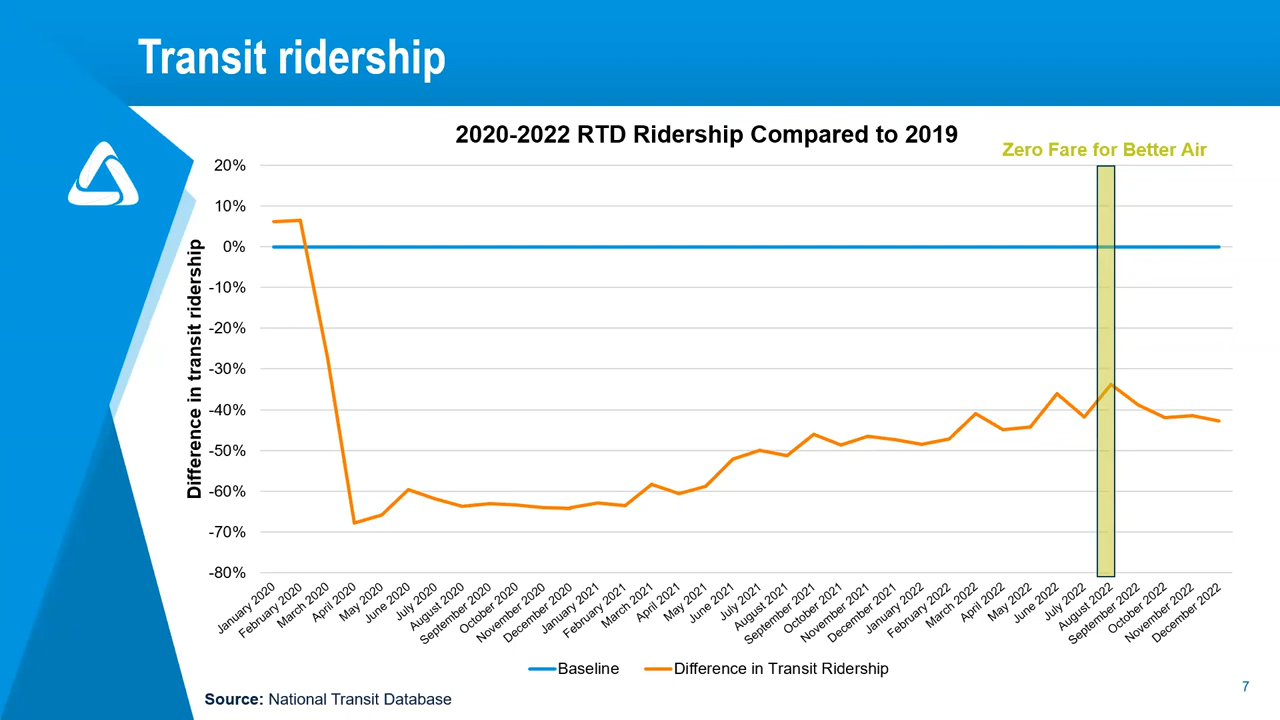 Transit ridership
2020-2022 RTD Ridership Compared to 2019
Zero Fare for Better Air
Difference in transit ridership
20%
10%
0%
-10%
-20%
-30%
-40%
-50%
-60%
-70%
-80%
January 2020
February 2020
March 2020
April 2020
May 2020
June 2020
July 2020
August 2020
September 2020
October 2020
November 2020
December 2020
January 2021
February 2021
March 2021
April 2021
May 2021
June 2021
July 2021
August 2021
September 2021
October 2021
November 2021
December 2021
January 2022
February 2022
March 2022
April 2022
May 2022
June 2022
July 2022
August 2022
September 2022
October 2022
November 2022
December 2022
Baseline
Difference in Transit Ridership
Source: National Transit Database
7